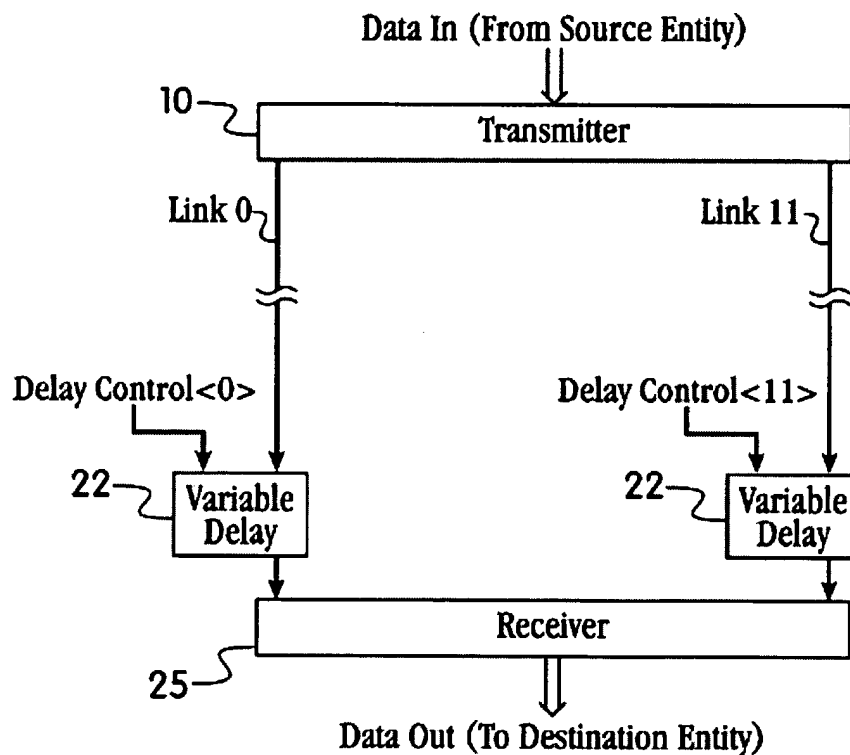 Data In (From Source Entity)
10
Transmitter
Link 0
Link 11
Delay Control<0>
Delay Control<11>
22
Variable
Delay
22
Variable
Delay
Receiver
25
Data Out (To Destination Entity)